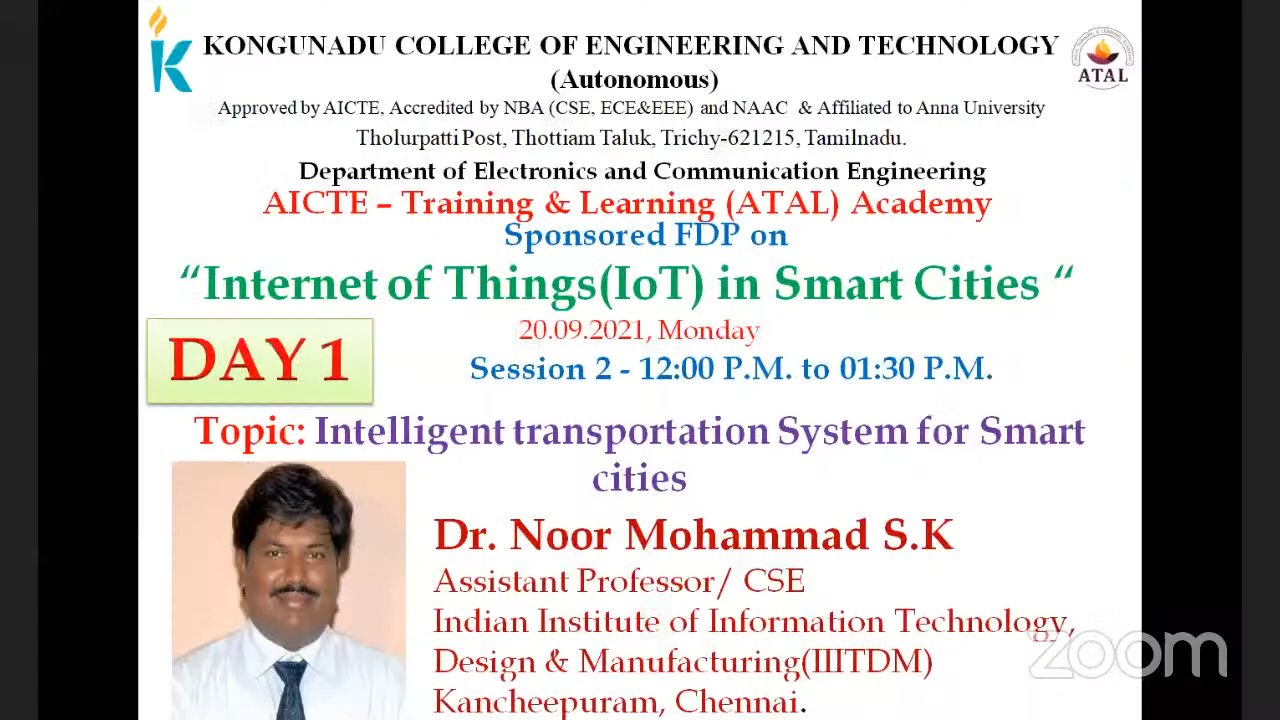 KONGUNADU COLLEGE OF ENGINEERING AND TECHNOLOGY
(Autonomous)
ATAL
Approved by AICTE, Accredited by NBA (CSE, ECE&EEE) and NAAC & Affiliated to Anna University
Tholurpatti Post, Thottiam Taluk, Trichy-621215, Tamilnadu.
Department of Electronics and Communication Engineering
AICTE – Training & Learning (ATAL) Academy
Sponsored FDP on
“Internet of Things(IoT) in Smart Cities “
20.09.2021, Monday
DAY 1
Session 2 - 12:00 P.M. to 01:30 P.M.
Topic: Intelligent transportation System for Smart
cities
Dr. Noor Mohammad S.K
Assistant Professor/ CSE
Indian Institute of Information Technology,
Design & Manufacturing(IIITDM)
Kancheepuram, Chennai.
zoom